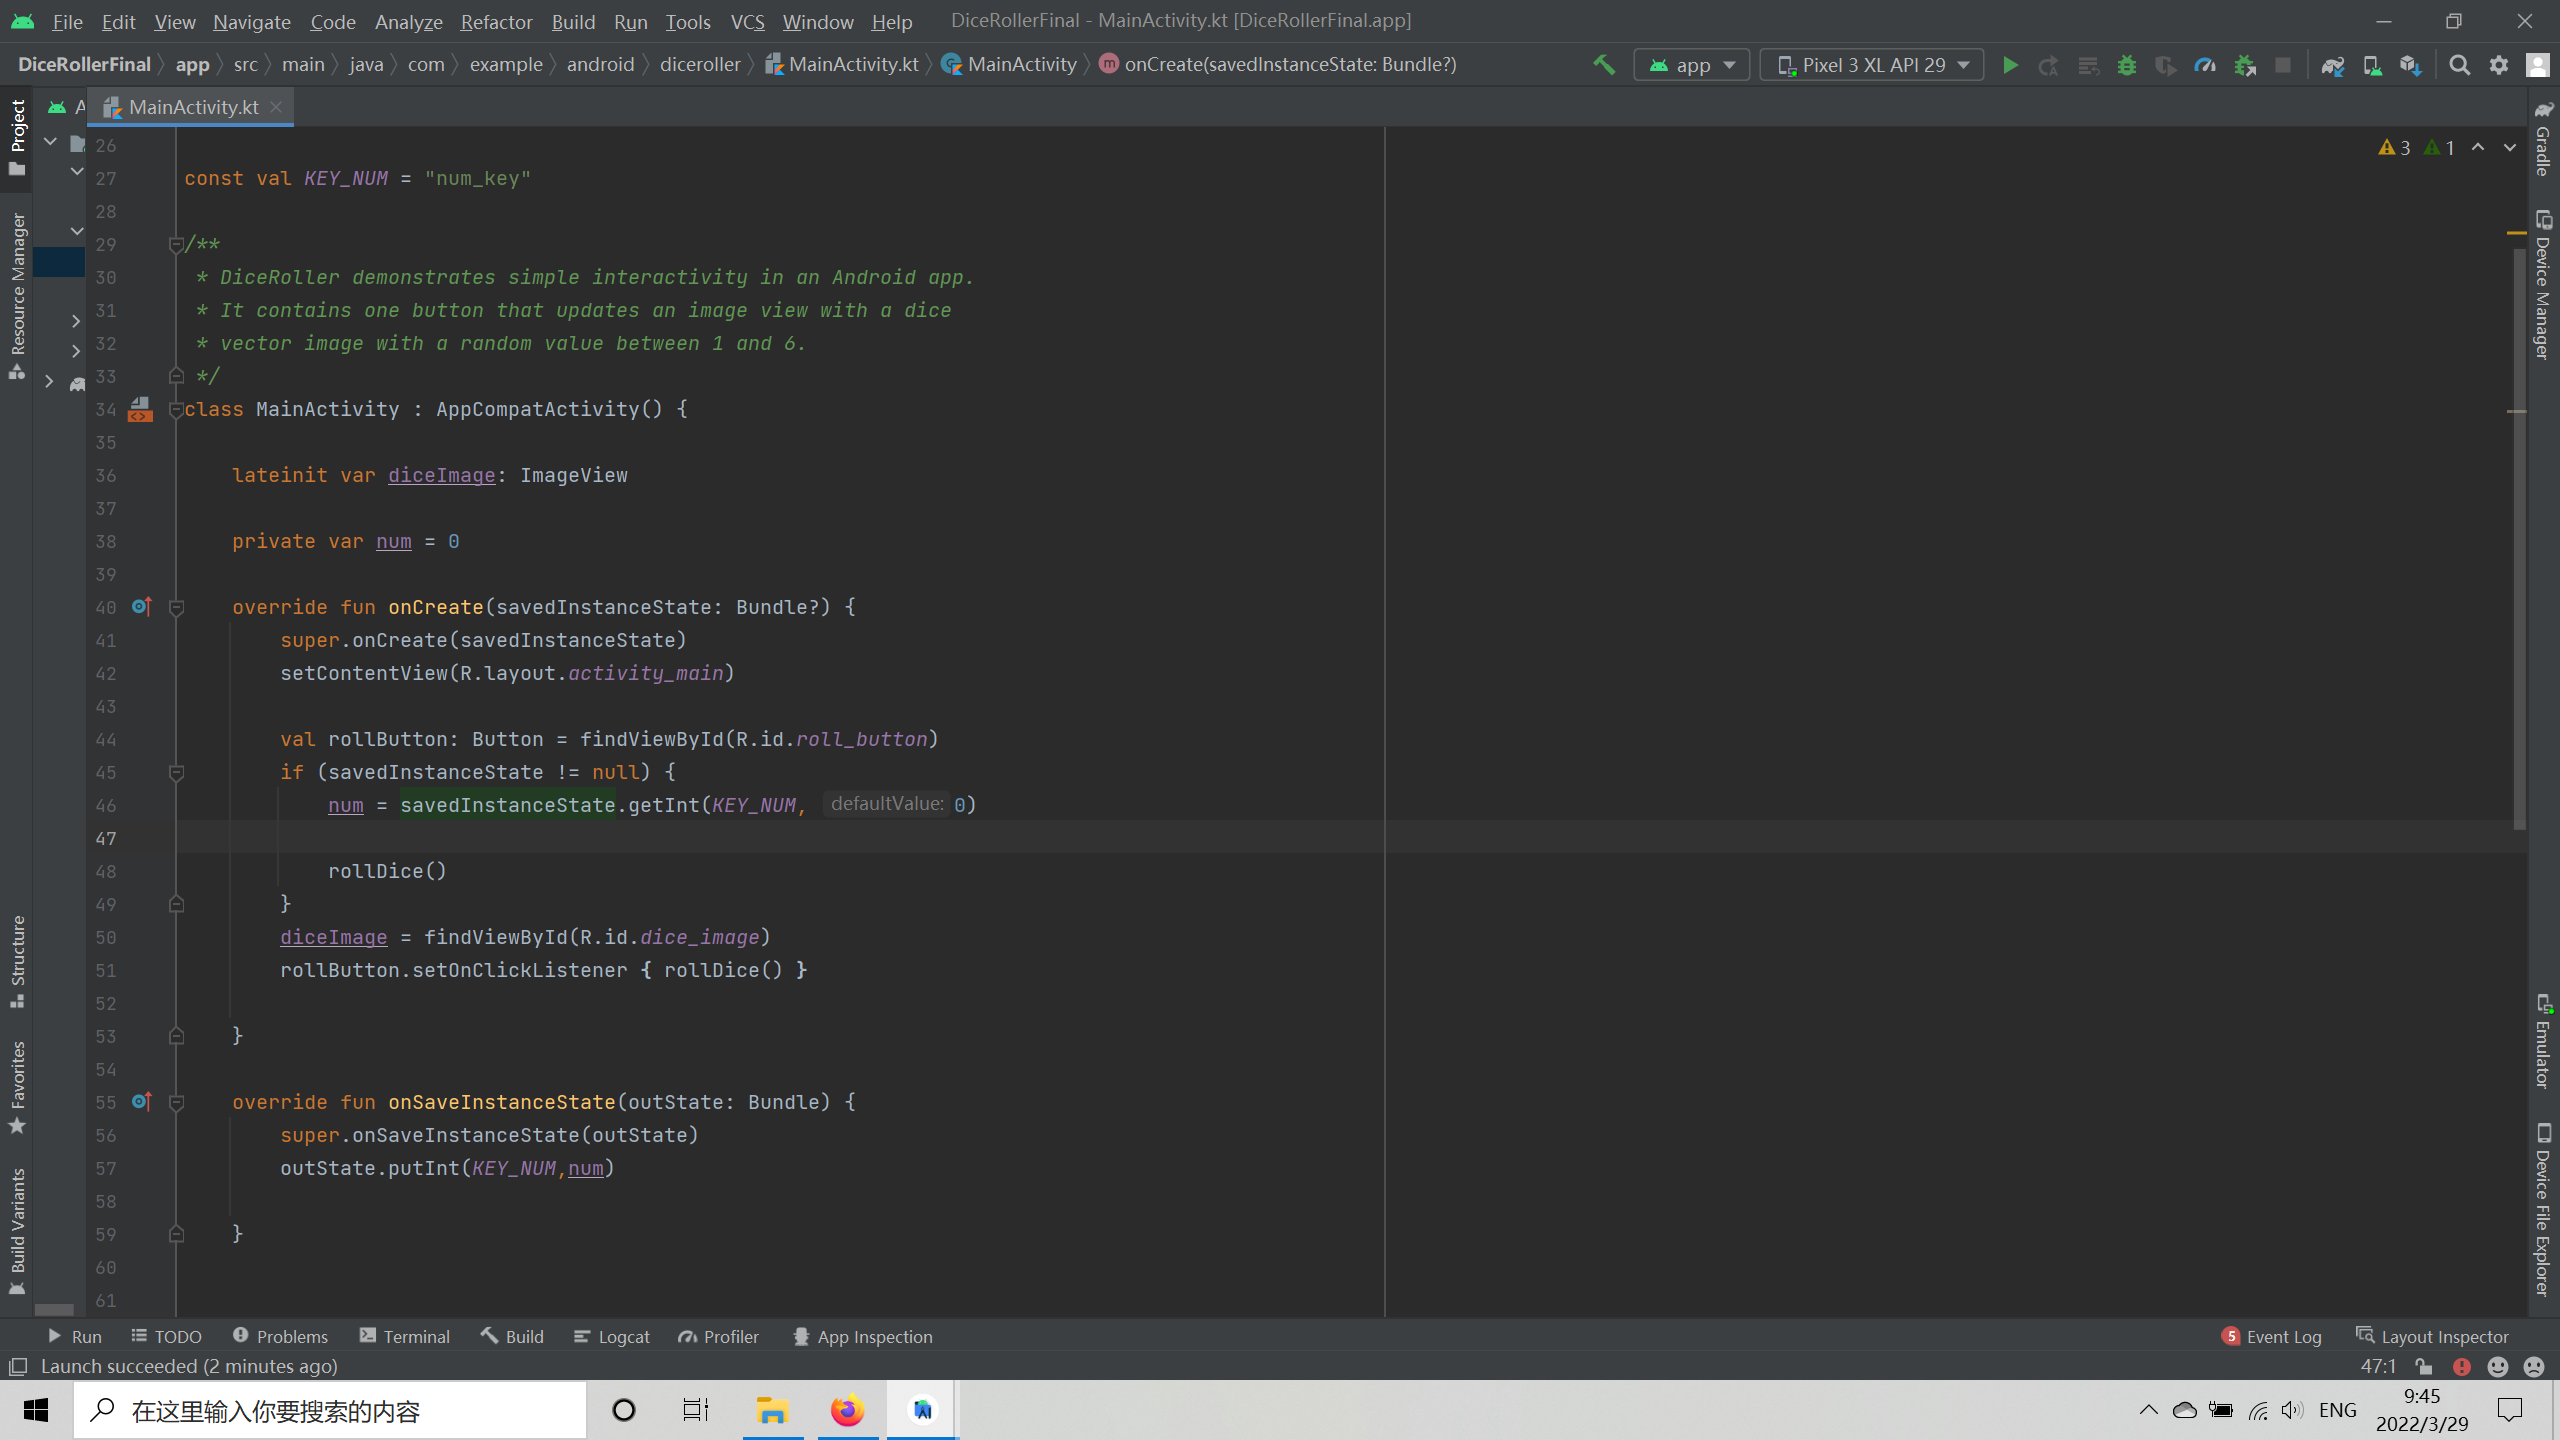 File Edit View Navigate Code Analyze Refactor Build Run Tools VCS Window Help DiceRollerFinal - MainActivity.kt [DiceRollerFinal.app]
DiceRollerFinal app src main java com example android diceroller MainActivity.kt MainActivity onCreate(savedInstanceState: Bundle?) app Pixel 3 XL API 29
A MainActivity.kt
Project
Resource Manager
Structure
Favorites
Build Variants
3 1
26
27 const val KEY_NUM = "num_key"
28
29 /**
30 * DiceRoller demonstrates simple interactivity in an Android app.
31 * It contains one button that updates an image view with a dice
32 * vector image with a random value between 1 and 6.
33 */
34 class MainActivity : AppCompatActivity() {
35
36 lateinit var diceImage: ImageView
37
38 private var num = 0
39
40 override fun onCreate(savedInstanceState: Bundle?) {
41 super.onCreate(savedInstanceState)
42 setContentView(R.layout.activity_main)
43
44 val rollButton: Button = findViewById(R.id.roll_button)
45 if (savedInstanceState != null) {
46 num = savedInstanceState.getInt(KEY_NUM, defaultValue: 0)
47
48 rollDice()
49 }
50 diceImage = findViewById(R.id.dice_image)
51 rollButton.setOnClickListener { rollDice() }
52
53 }
54
55 override fun onSaveInstanceState(outState: Bundle) {
56 super.onSaveInstanceState(outState)
57 outState.putInt(KEY_NUM,num)
58
59 }
60
61
Gradle
Device Manager
Emulator
Device File Explorer
Run TODO Problems Terminal Build Logcat Profiler App Inspection 5 Event Log Layout Inspector
Launch succeeded (2 minutes ago) 47:1
在这里输入你要搜索的内容 ENG 9:45
2022/3/29